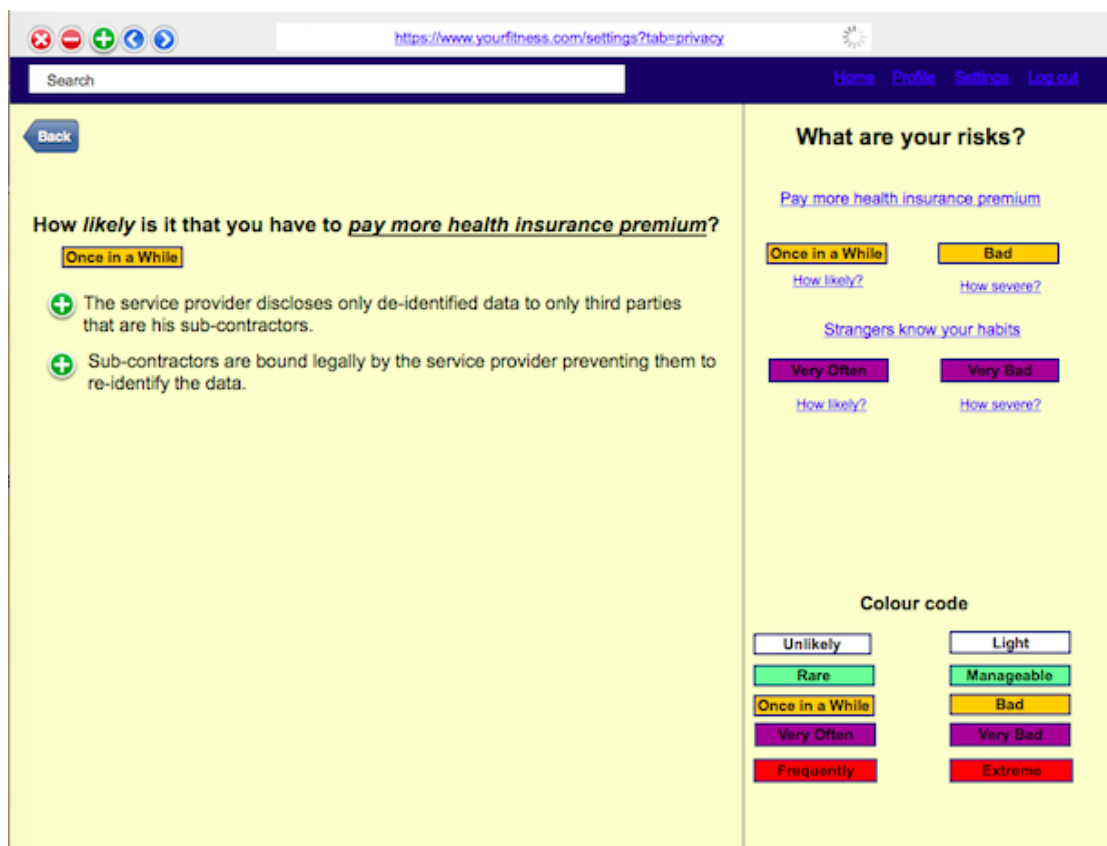 https://www.yourfitness.com/settings?tab=privacy
Search
Home Profile Settings Log out
Back
How likely is it that you have to pay more health insurance premium?
Once in a While
The service provider discloses only de-identified data to only third parties
that are his sub-contractors.
Sub-contractors are bound legally by the service provider preventing them to
re-identify the data.
What are your risks?
Pay more health insurance premium
Once in a While Bad
How likely? How severe?
Strangers know your habits
Very Often Very Bad
How likely? How severe?
Colour code
Unlikely Light
Rare Manageable
Once in a While Bad
Very Often Very Bad
Frequently Extreme